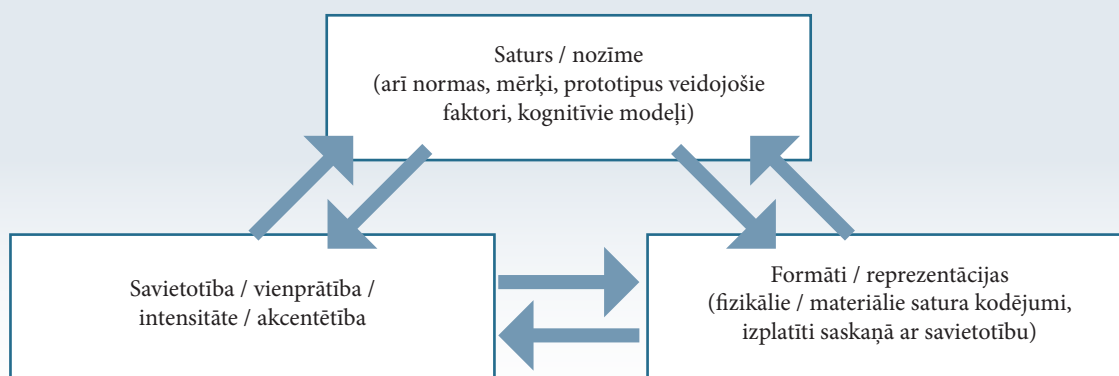 Saturs / nozīme
(arī normas, mērķi, prototipus veidojošie
faktori, kognitīvie modeļi)
Savietotība / vienprātība /
intensitāte / akcentētība
Formāti / reprezentācijas
(fizikālie / materiālie satura kodējumi,
izplatīti saskaņā ar savietotību)